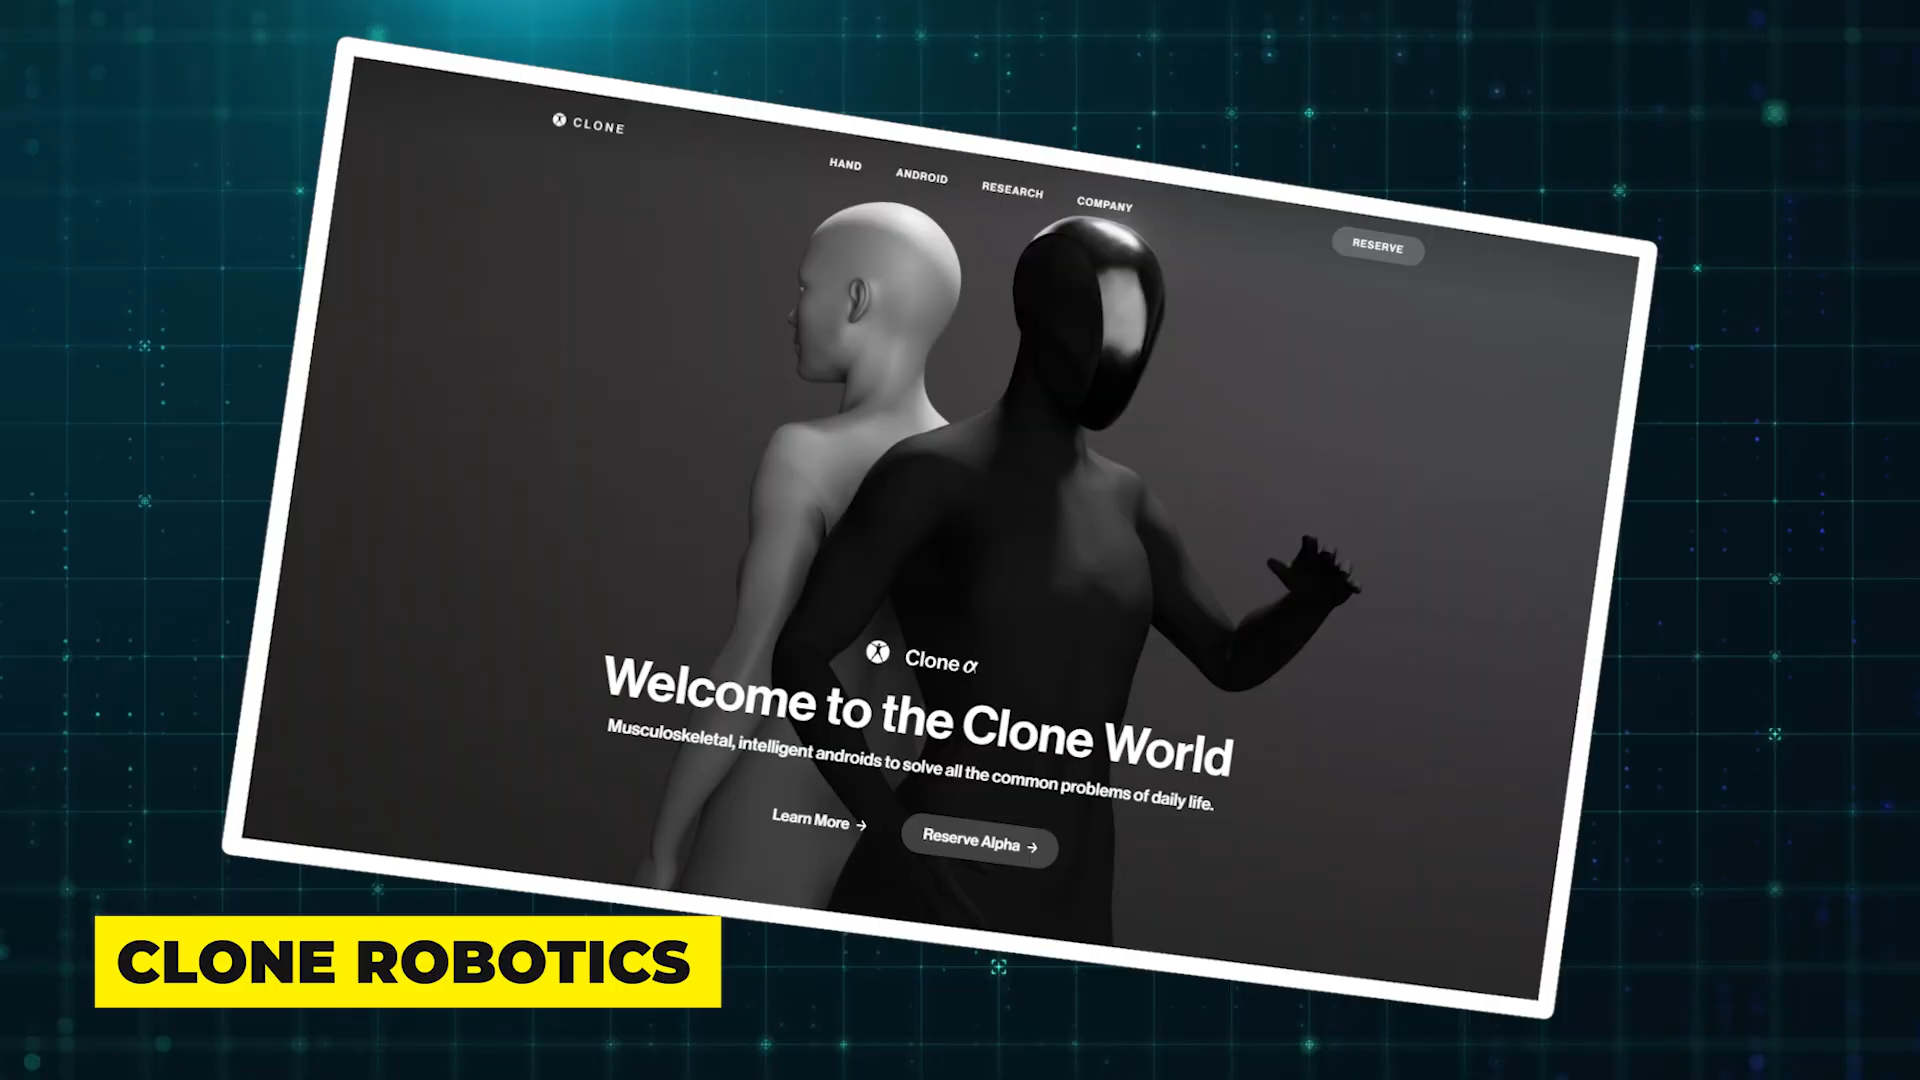 CLONE
HAND
ANDROID
RESEARCH
COMPANY
RESERVE
Clone α
Welcome to the Clone World
Musculoskeletal, intelligent androids to solve all the common problems of daily life.
Learn More →
Reserve Alpha →
CLONE ROBOTICS